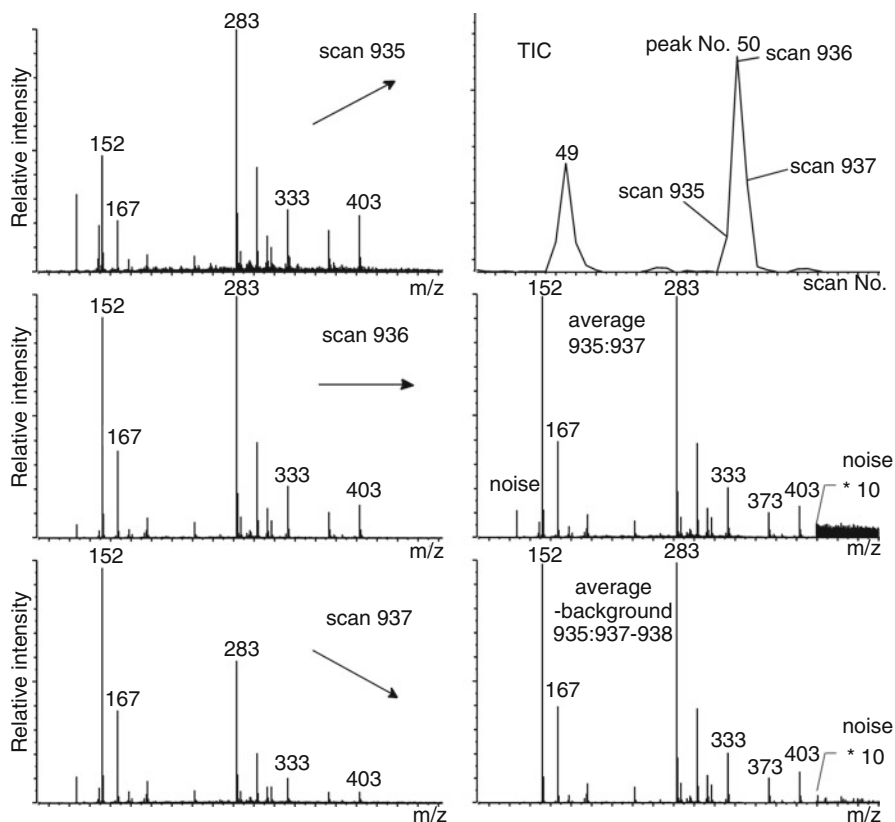 283
scan 935
152
167
333
403
Relative intensity
m/z
TIC
peak No. 50
scan 936
49
scan 935
scan 937
scan No.
283
152
scan 936
167
333
403
Relative intensity
m/z
152
283
average
935:937
167
noise
333
373
403
noise
* 10
m/z
152
scan 937
283
167
333
403
Relative intensity
m/z
152
283
average
-background
935:937-938
167
333
373
403
noise
* 10
m/z